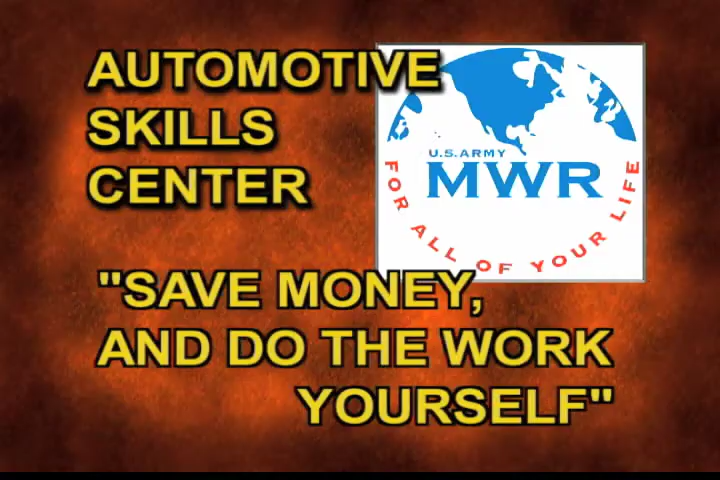 AUTOMOTIVE
SKILLS
CENTER
U.S.ARMY
MWR
FOR ALL OF YOUR LIFE
"SAVE MONEY,
AND DO THE WORK
YOURSELF"